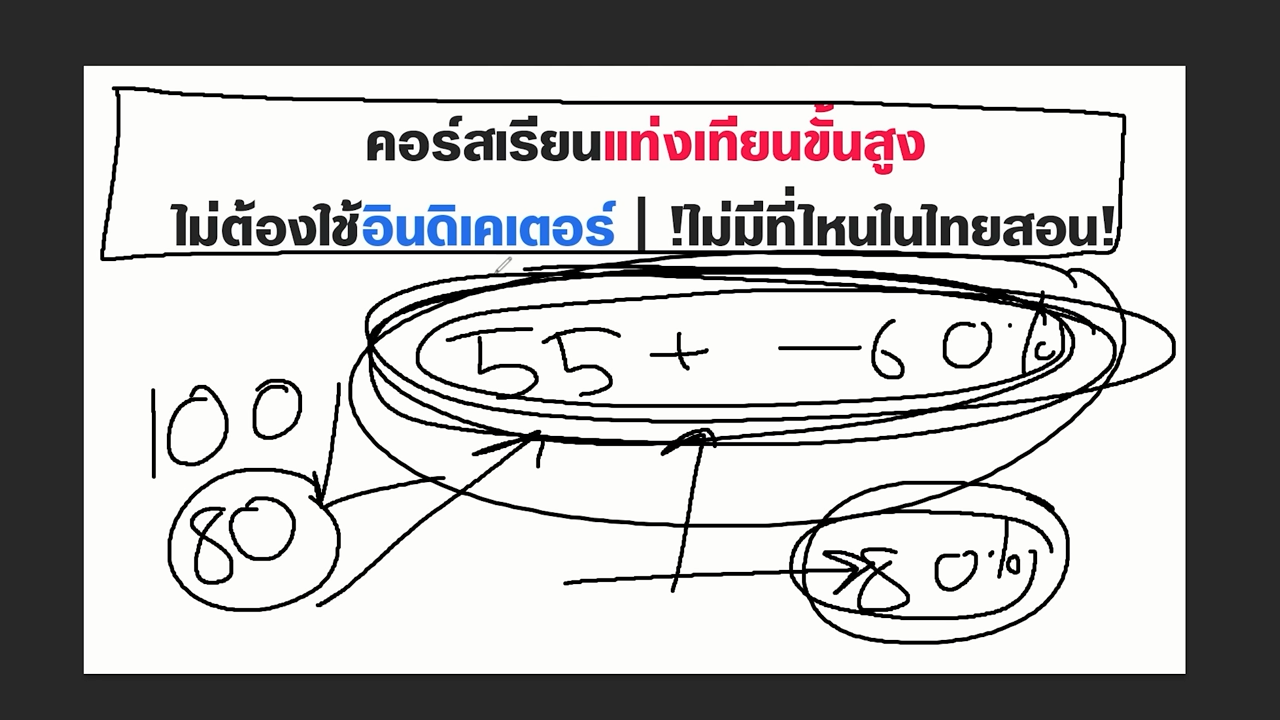 คอร์สเรียนแท่งเทียนขั้นสูง
ไม่ต้องใช้อินดิเคเตอร์ | !ไม่มีที่ไหนในไทยสอน!
55 + — 60%
100
80
80%